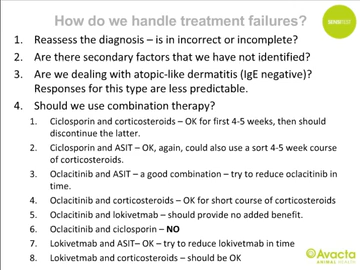 How do we handle treatment failures?
SENSITEST
1. Reassess the diagnosis – is in incorrect or incomplete?
2. Are there secondary factors that we have not identified?
3. Are we dealing with atopic-like dermatitis (IgE negative)?
Responses for this type are less predictable.
4. Should we use combination therapy?
1. Ciclosporin and corticosteroids – OK for first 4-5 weeks, then should
discontinue the latter.
2. Ciclosporin and ASIT – OK, again, could also use a sort 4-5 week course
of corticosteroids.
3. Oclacitinib and ASIT – a good combination – try to reduce oclacitinib in
time.
4. Oclacitinib and corticosteroids – OK for short course of corticosteroids
5. Oclacitinib and lokivetmab – should provide no added benefit.
6. Oclacitinib and ciclosporin – NO
7. Lokivetmab and ASIT– OK – try to reduce lokivetmab in time
8. Lokivetmab and corticosteroids – should be OK
Avacta
ANIMAL HEALTH